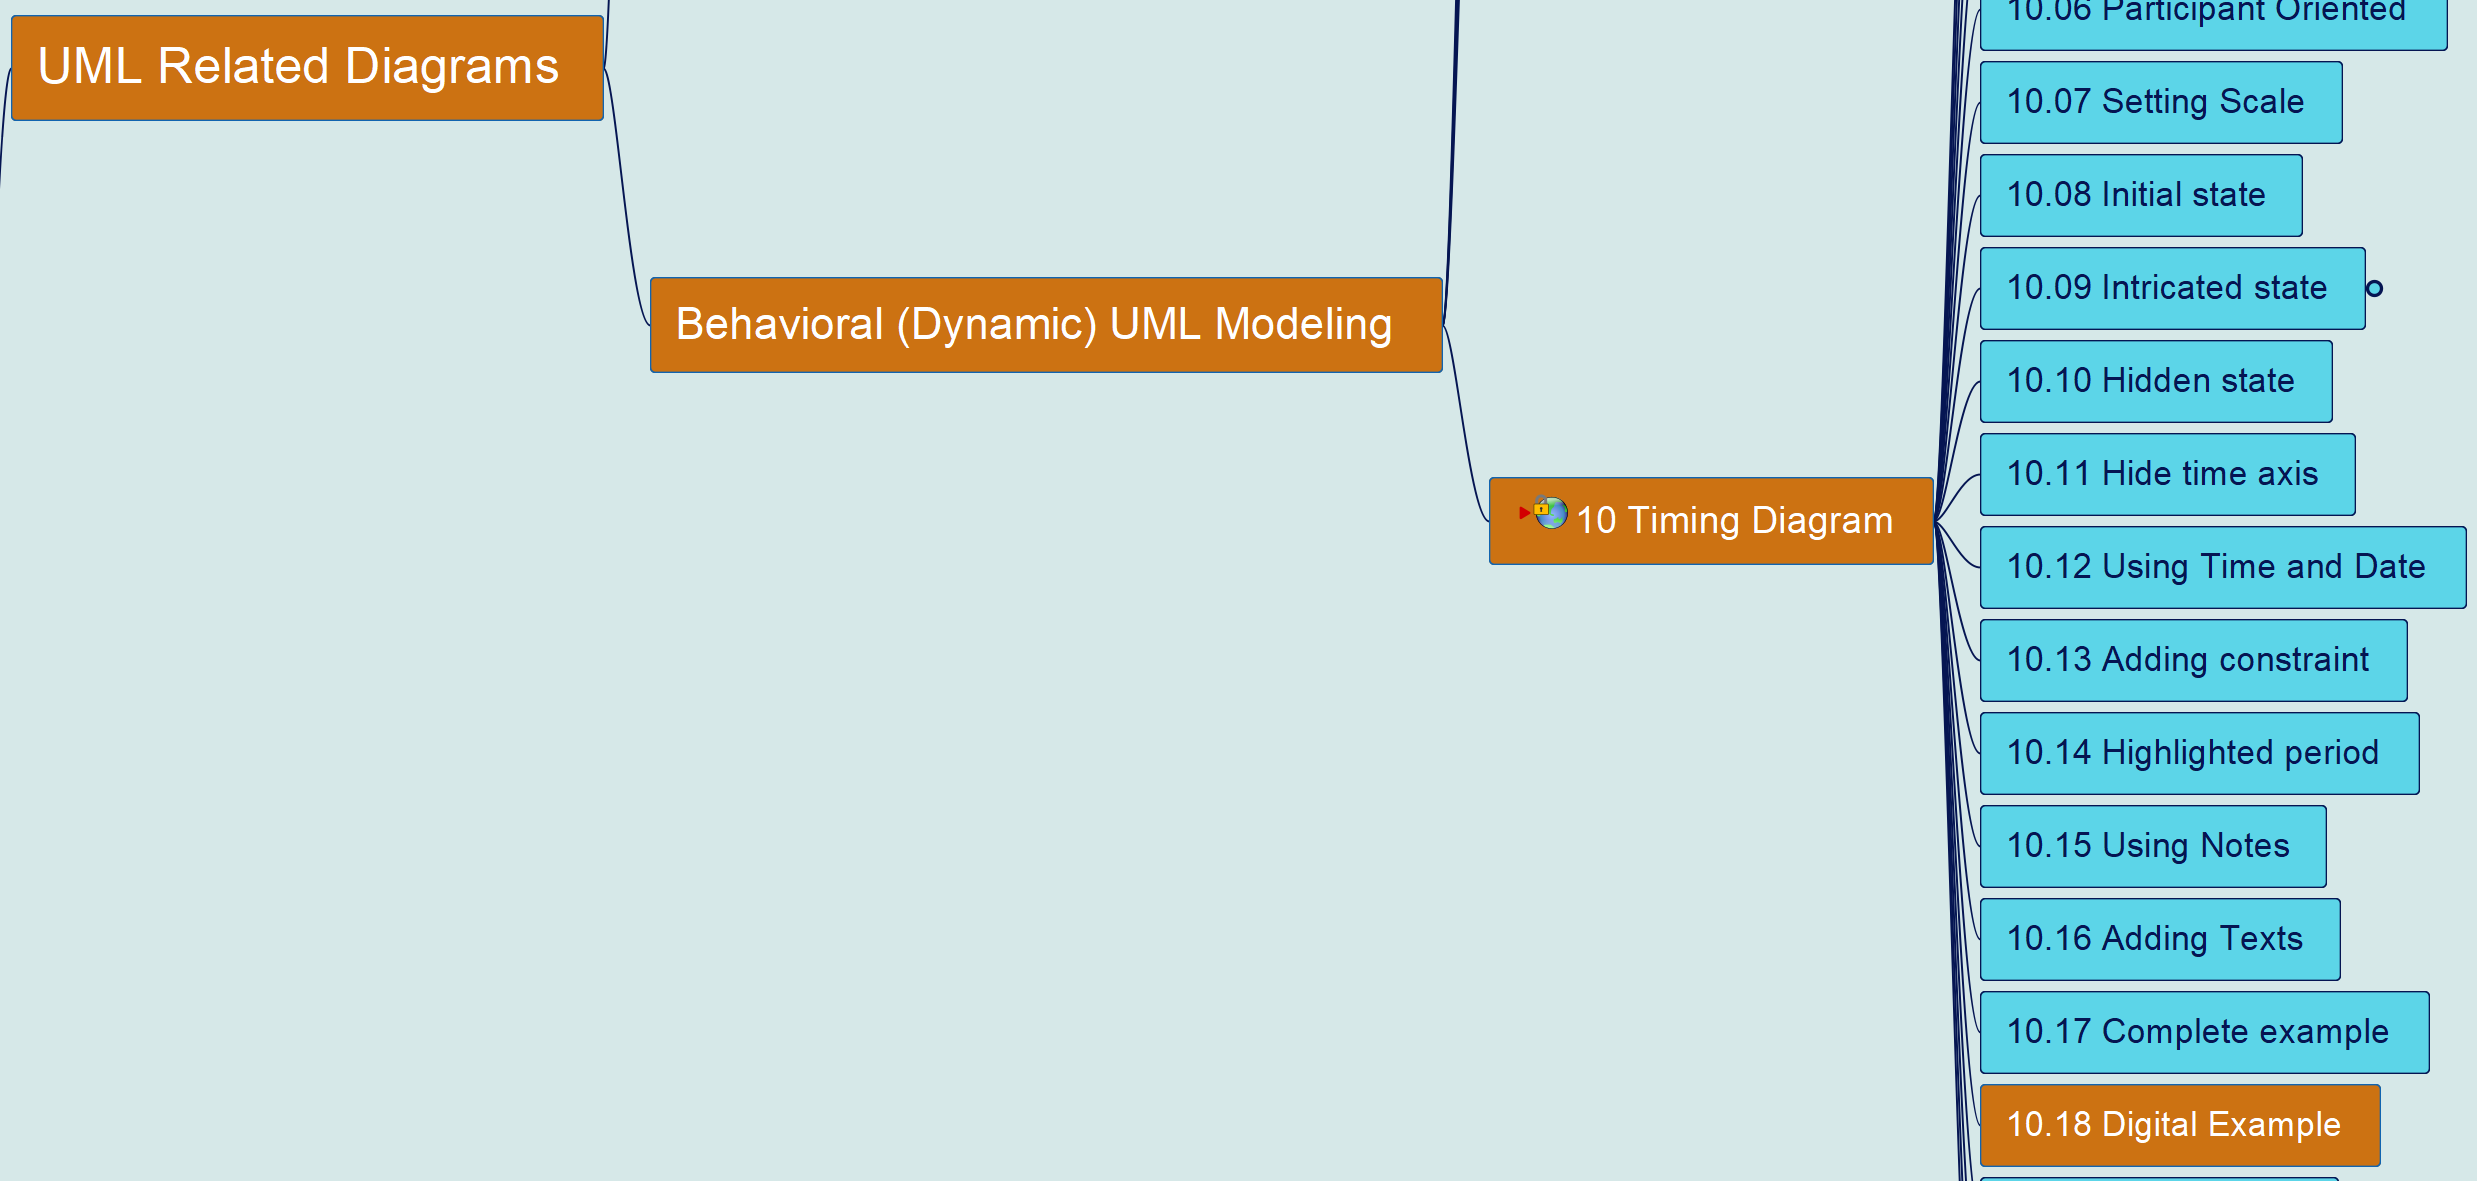 UML Related Diagrams
Behavioral (Dynamic) UML Modeling
10 Timing Diagram
10.06 Participant Oriented
10.07 Setting Scale
10.08 Initial state
10.09 Intricated state
10.10 Hidden state
10.11 Hide time axis
10.12 Using Time and Date
10.13 Adding constraint
10.14 Highlighted period
10.15 Using Notes
10.16 Adding Texts
10.17 Complete example
10.18 Digital Example